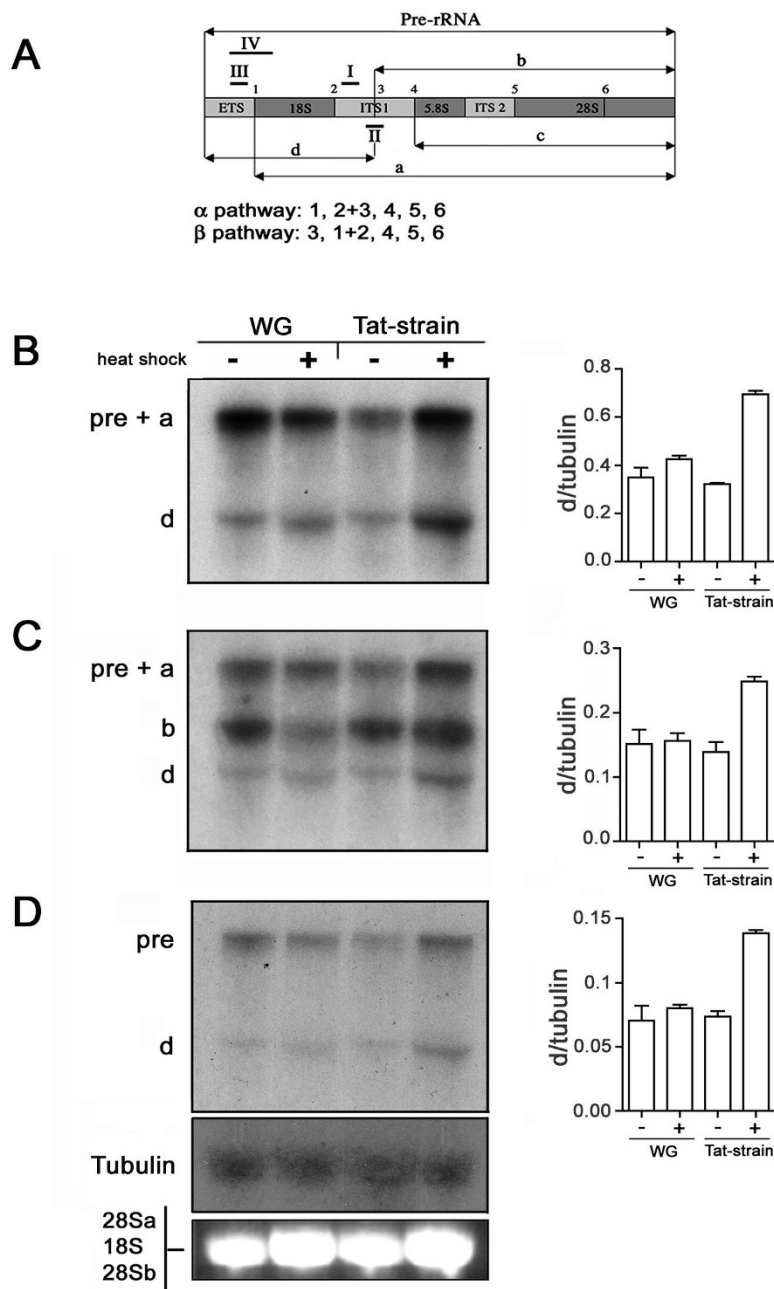 A
Pre-rRNA
IV
b
III
I
1 2 3 4 5 6
ETS 18S ITS1 5.8S ITS 2 28S
II
d
c
a
α pathway: 1, 2+3, 4, 5, 6
β pathway: 3, 1+2, 4, 5, 6
B
WG Tat-strain
heat shock - + - +
pre + a
d
d/tubulin
0.8
0.6
0.4
0.2
0.0
- + - +
WG Tat-strain
C
pre + a
b
d
d/tubulin
0.3
0.2
0.1
0.0
- + - +
WG Tat-strain
D
pre
d
d/tubulin
0.15
0.10
0.05
0.00
- + - +
WG Tat-strain
Tubulin
28Sa
18S
28Sb